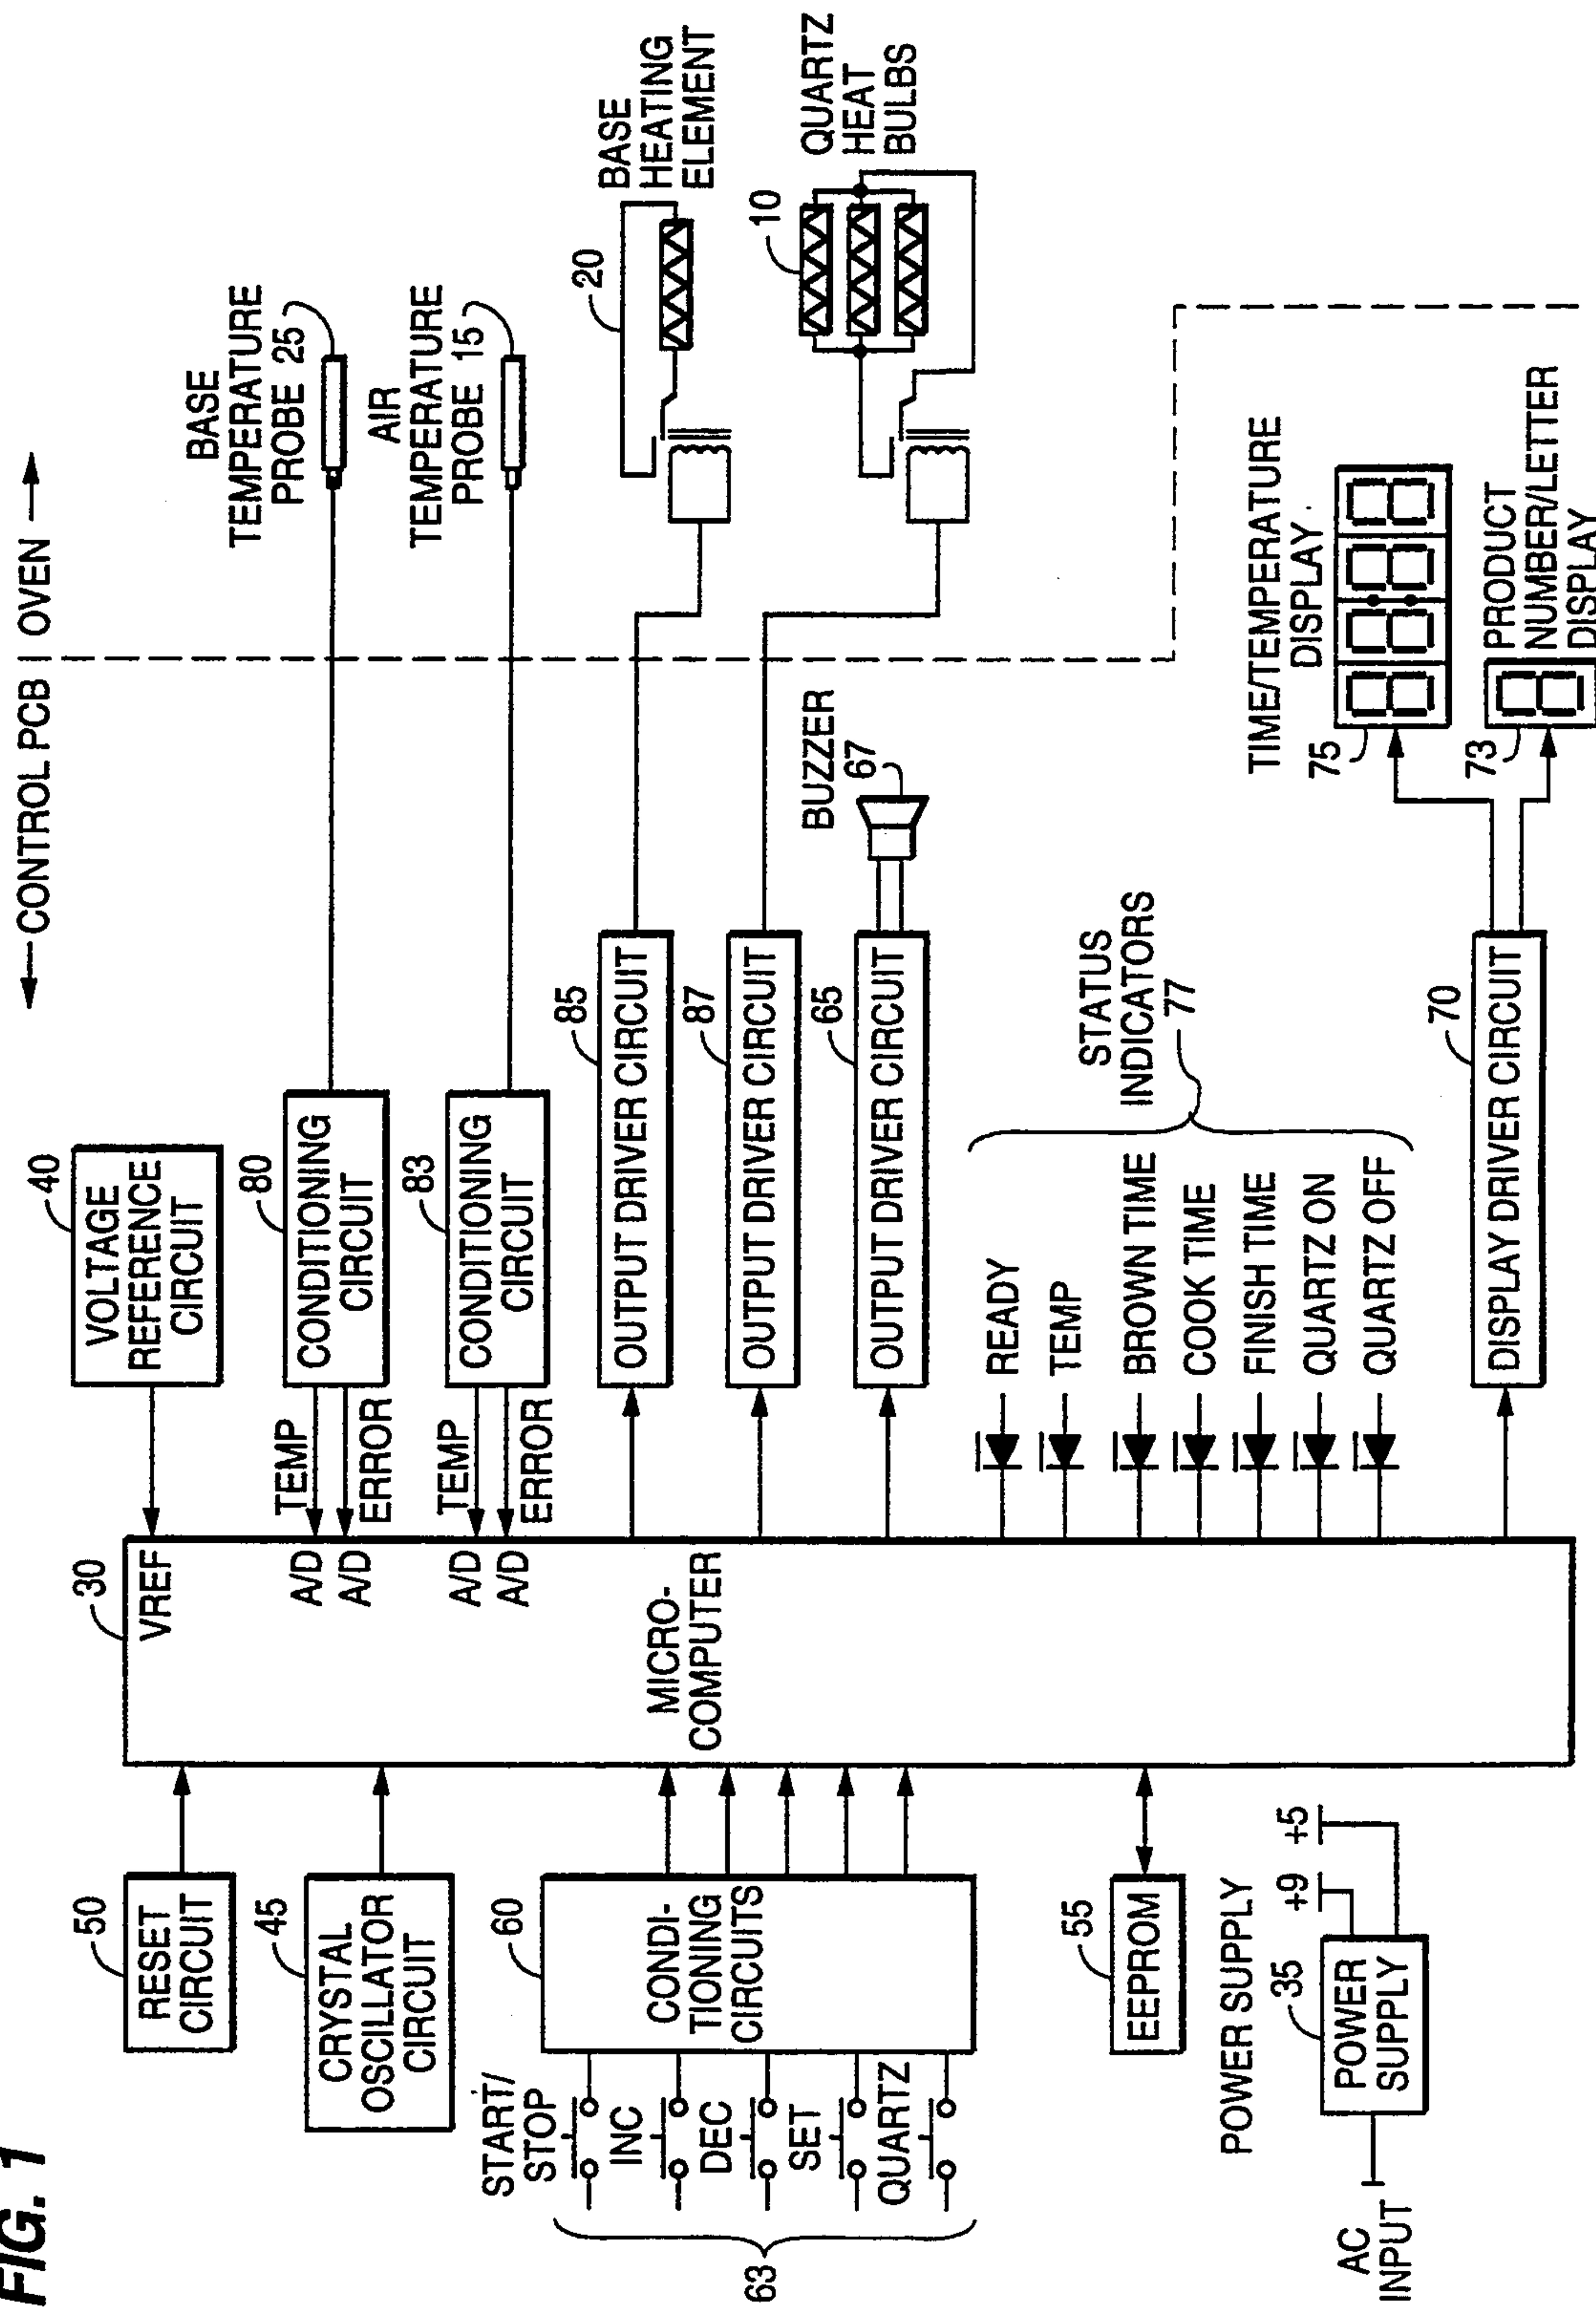 FIG. 1
← CONTROL PCB | OVEN →
50
RESET
CIRCUIT
45
CRYSTAL
OSCILLATOR
CIRCUIT
START/
STOP
INC
DEC
SET
QUARTZ
63
60
CONDI-
TIONING
CIRCUITS
55
EEPROM
POWER SUPPLY
35
POWER
SUPPLY
+9
+5
AC
INPUT
30
VREF
A/D
A/D
A/D
A/D
MICRO-
COMPUTER
40
VOLTAGE
REFERENCE
CIRCUIT
TEMP
ERROR
80
CONDITIONING
CIRCUIT
TEMP
ERROR
83
CONDITIONING
CIRCUIT
85
OUTPUT DRIVER CIRCUIT
87
OUTPUT DRIVER CIRCUIT
65
OUTPUT DRIVER CIRCUIT
BUZZER
67
READY
TEMP
BROWN TIME
COOK TIME
FINISH TIME
QUARTZ ON
QUARTZ OFF
STATUS
INDICATORS
77
70
DISPLAY DRIVER CIRCUIT
BASE
TEMPERATURE
PROBE 25
AIR
TEMPERATURE
PROBE 15
20
BASE
HEATING
ELEMENT
10
QUARTZ
HEAT
BULBS
TIME/TEMPERATURE
DISPLAY
75
73
PRODUCT
NUMBER/LETTER
DISPLAY